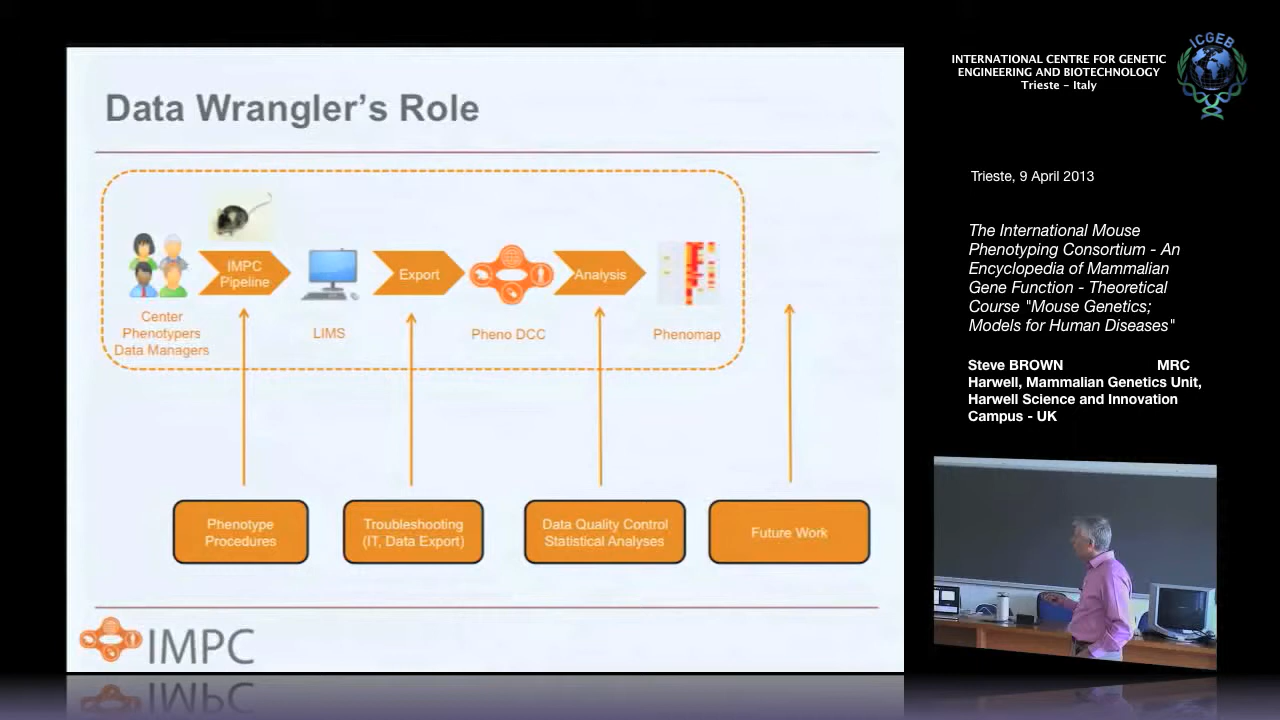 Data Wrangler's Role
IMPC
Pipeline
Export
Analysis
Center
Phenotypers
Data Managers
LIMS
Pheno DCC
Phenomap
Phenotype
Procedures
Troubleshooting
(IT, Data Export)
Data Quality Control
Statistical Analyses
Future Work
IMPC
INTERNATIONAL CENTRE FOR GENETIC
ENGINEERING AND BIOTECHNOLOGY
Trieste - Italy
ICGEB
Trieste, 9 April 2013
The International Mouse
Phenotyping Consortium - An
Encyclopedia of Mammalian
Gene Function - Theoretical
Course "Mouse Genetics;
Models for Human Diseases"
Steve BROWN MRC
Harwell, Mammalian Genetics Unit,
Harwell Science and Innovation
Campus - UK